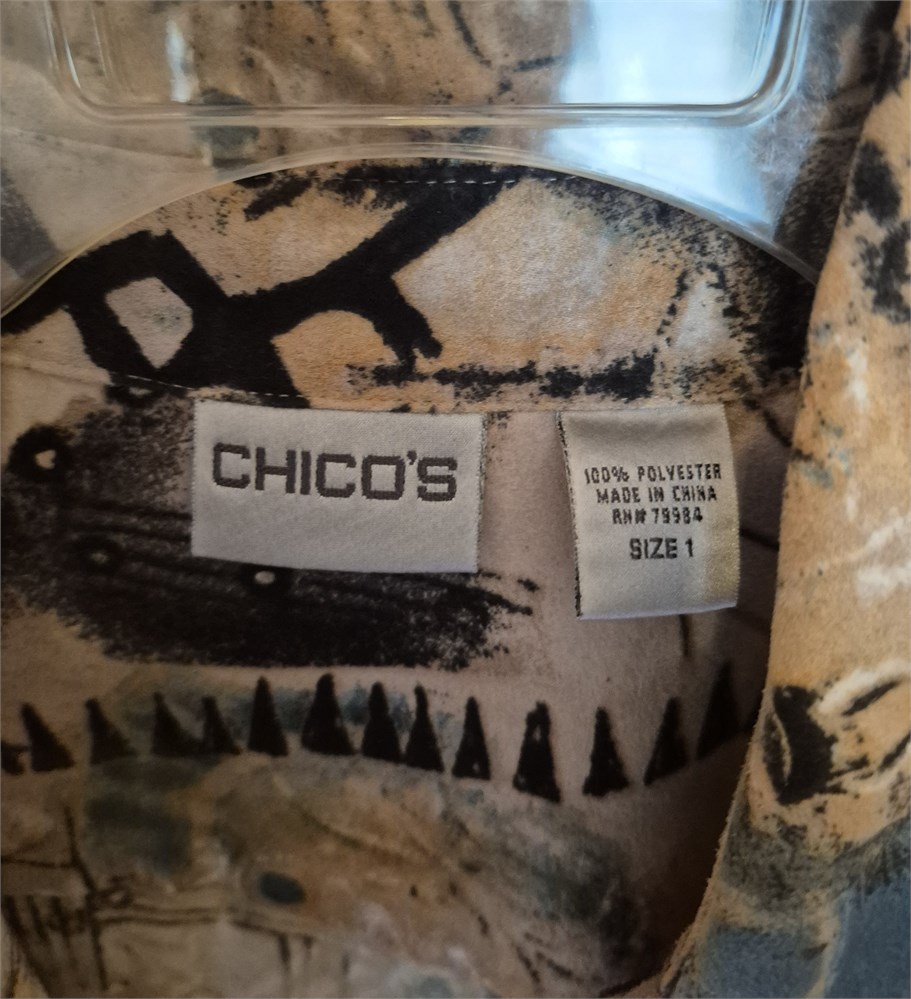 CHICO'S
100% POLYESTER
MADE IN CHINA
RN# 79984
SIZE 1